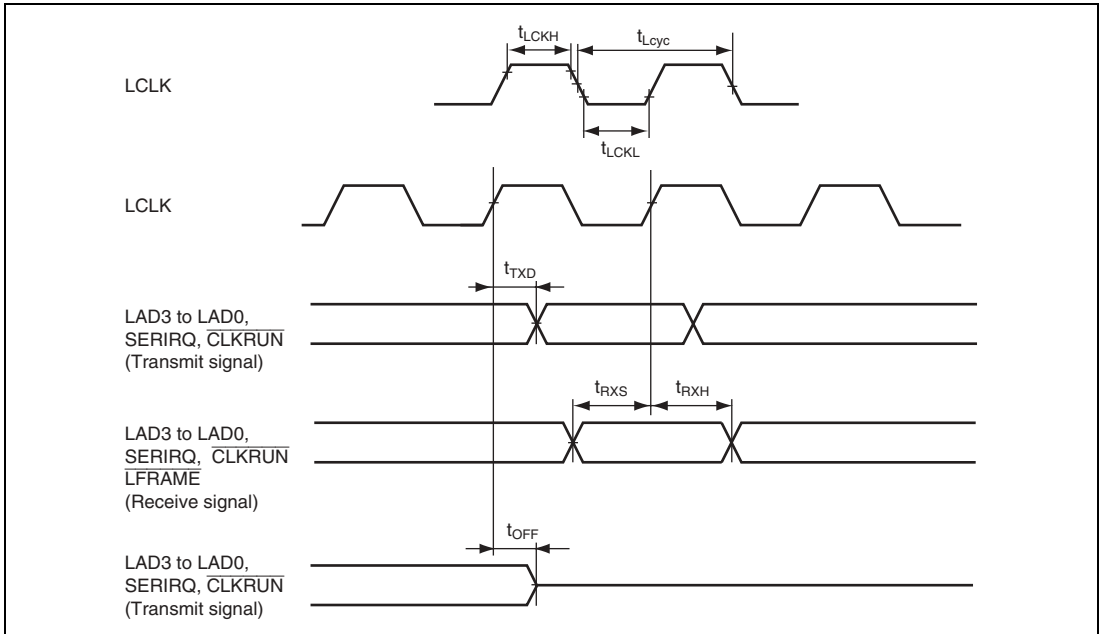 tLCKH
tLcyc
LCLK
tLCKL
LCLK
tTXD
LAD3 to LAD0,
SERIRQ, CLKRUN
(Transmit signal)
tRXS
tRXH
LAD3 to LAD0,
SERIRQ, CLKRUN
LFRAME
(Receive signal)
tOFF
LAD3 to LAD0,
SERIRQ, CLKRUN
(Transmit signal)